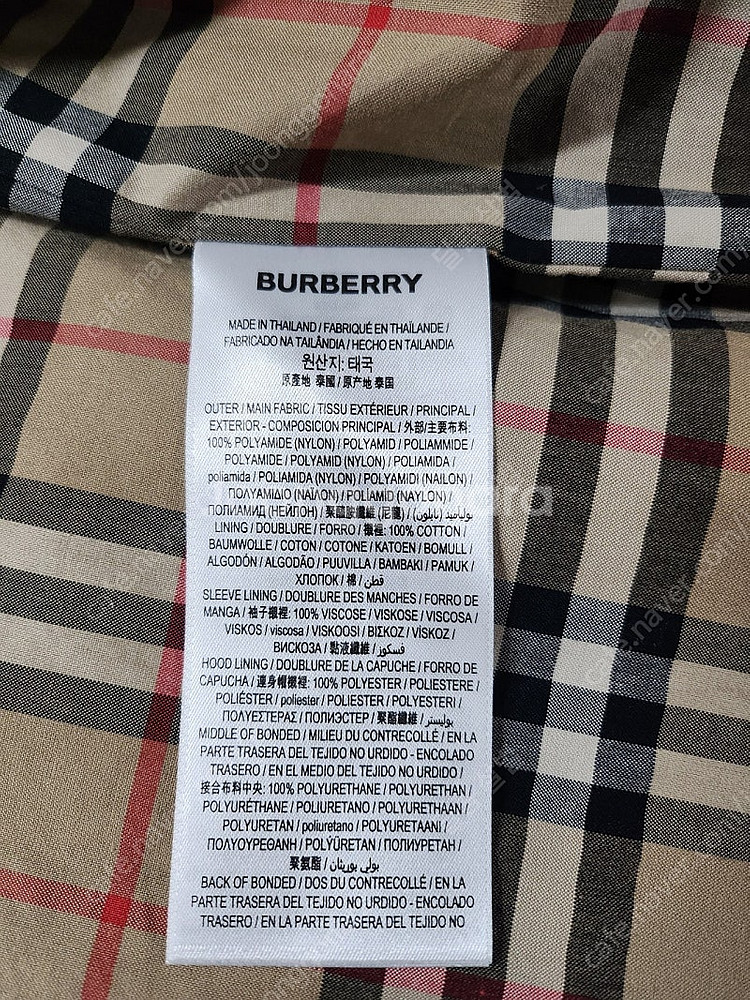 BURBERRY
MADE IN THAILAND / FABRIQUÉ EN THAÏLANDE /
FABRICADO NA TAILÂNDIA / HECHO EN TAILANDIA
원산지: 태국
原產地 泰國 / 原产地 泰国
OUTER / MAIN FABRIC / TISSU EXTÉRIEUR / PRINCIPAL /
EXTERIOR - COMPOSICION PRINCIPAL / 外部/主要布料:
100% POLYAMIDE (NYLON) / POLYAMID / POLIAMMIDE /
POLYAMIDE / POLYAMID (NYLON) / POLIAMIDA /
poliamida / POLIAMIDA (NYLON) / POLYAMIDI (NAILON) /
ΠΟΛΥΑΜΙΔΙΟ (ΝΑΪΛΟΝ) / POLİAMİD (NAYLON) /
ПОЛИАМИД (НЕЙЛОН) / 聚醯胺纖維 (尼龍) / بولياميد (نايلون)
LINING / DOUBLURE / FORRO / 襯裡: 100% COTTON /
BAUMWOLLE / COTON / COTONE / KATOEN / BOMULL /
ALGODÓN / ALGODÃO / PUUVILLA / ΒΑΜΒΑΚΙ / PAMUK /
ХЛОПОК / 棉 / قطن
SLEEVE LINING / DOUBLURE DES MANCHES / FORRO DE
MANGA / 袖子襯裡: 100% VISCOSE / VISKOSE / VISCOSA /
VISKOS / viscosa / VISKOOSI / ΒΙΣΚΟΖ / VİSKOZ /
ВИСКОЗА / 黏液纖維 / فسكوز
HOOD LINING / DOUBLURE DE LA CAPUCHE / FORRO DE
CAPUCHA / 連身帽襯裡: 100% POLYESTER / POLIESTERE /
POLIÉSTER / poliester / POLIESTER / POLYESTERI /
ΠΟΛΥΕΣΤΕΡΑΣ / ПОЛИЭСТЕР / 聚酯纖維 / بوليستر
MIDDLE OF BONDED / MILIEU DU CONTRECOLLÉ / EN LA
PARTE TRASERA DEL TEJIDO NO URDIDO - ENCOLADO
TRASERO / EN EL MEDIO DEL TEJIDO NO URDIDO /
接合布料中央: 100% POLYURETHANE / POLYURETHAN /
POLYURÉTHANE / POLIURETANO / POLYURETHAAN /
POLYURETAN / poliuretano / POLYURETAANI /
ΠΟΛΥΟΥΡΕΘΑΝΗ / POLYÜRETAN / ПОЛИУРЕТАН /
聚氨酯 / بولي يوريثان
BACK OF BONDED / DOS DU CONTRECOLLÉ / EN LA
PARTE TRASERA DEL TEJIDO NO URDIDO - ENCOLADO
TRASERO / EN LA PARTE TRASERA DEL TEJIDO NO